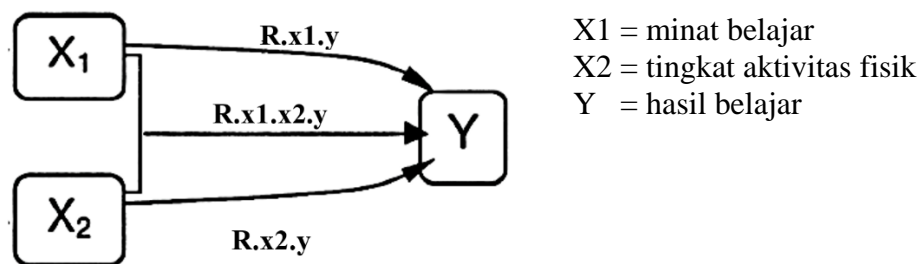 X₁
R.x1.y
R.x1.x2.y
Y
X₂
R.x2.y
X1 = minat belajar
X2 = tingkat aktivitas fisik
Y = hasil belajar